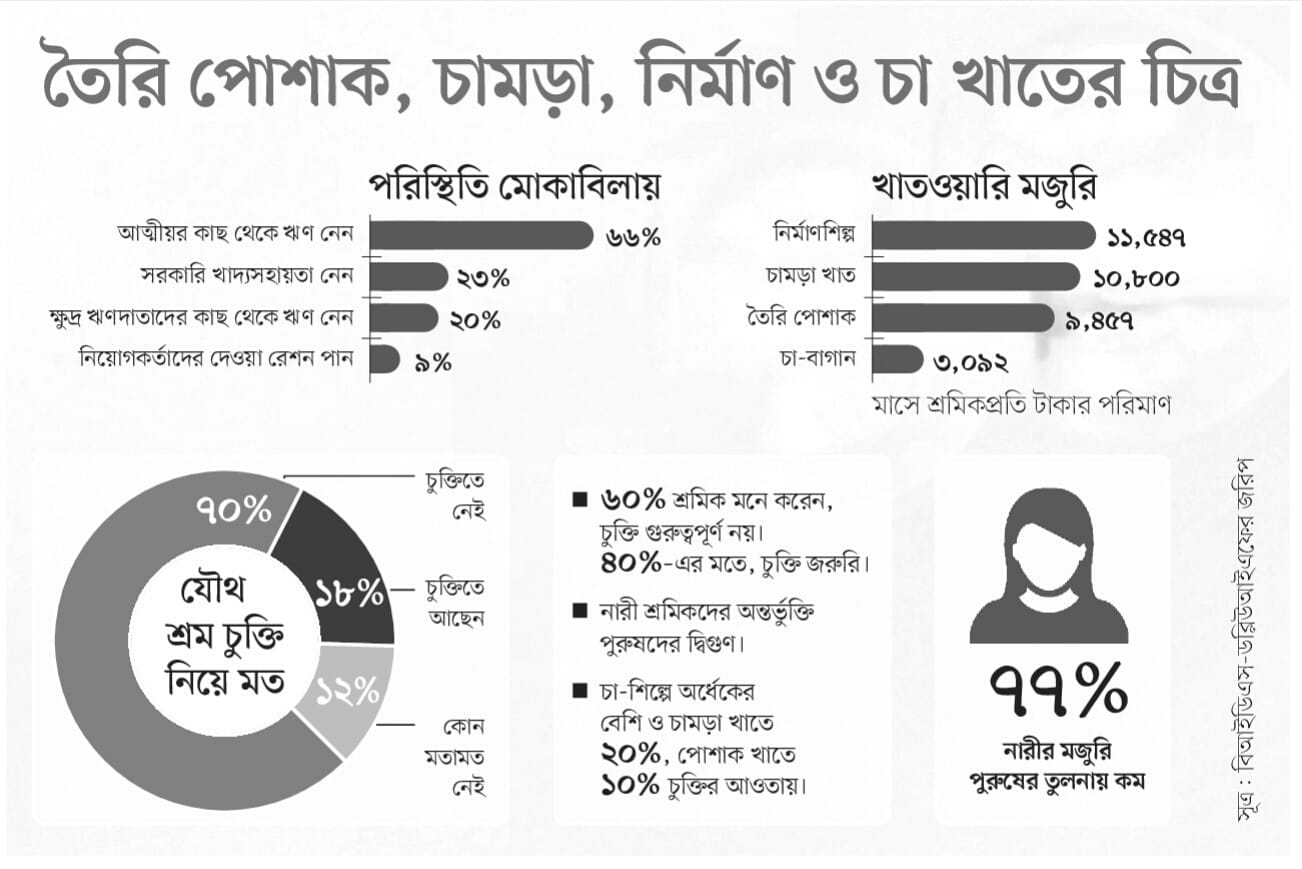 তৈরি পোশাক, চামড়া, নির্মাণ ও চা খাতের চিত্র
পরিস্থিতি মোকাবিলায়
আত্মীয়র কাছ থেকে ঋণ নেন ৬৬%
সরকারি খাদ্যসহায়তা নেন ২৩%
ক্ষুদ্র ঋণদাতাদের কাছ থেকে ঋণ নেন ২০%
নিয়োগকর্তাদের দেওয়া রেশন পান ৯%
খাতওয়ারি মজুরি
নির্মাণশিল্প ১১,৫৪৭
চামড়া খাত ১০,৮০০
তৈরি পোশাক ৯,৪৫৭
চা-বাগান ৩,০৯২
মাসে শ্রমিকপ্রতি টাকার পরিমাণ
যৌথ
শ্রম চুক্তি
নিয়ে মত
৭০%
চুক্তিতে
নেই
১৮%
চুক্তিতে
আছেন
১২%
কোন
মতামত
নেই
■ ৬০% শ্রমিক মনে করেন,
চুক্তি গুরুত্বপূর্ণ নয়।
৪০%-এর মতে, চুক্তি জরুরি।
■ নারী শ্রমিকদের অন্তর্ভুক্তি
পুরুষদের দ্বিগুণ।
■ চা-শিল্পে অর্ধেকের
বেশি ও চামড়া খাতে
২০%, পোশাক খাতে
১০% চুক্তির আওতায়।
৭৭%
নারীর মজুরি
পুরুষের তুলনায় কম
সূত্র : বিআইডিএস-ডব্লিউআইএফের জরিপ